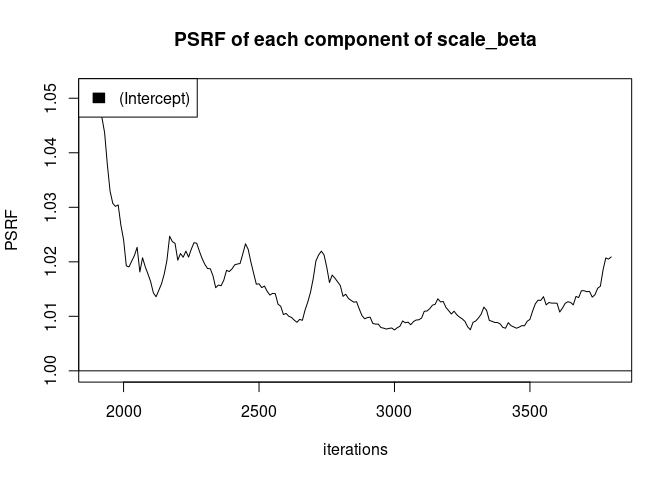 PSRF of each component of scale_beta
(Intercept)
PSRF
1.05
1.04
1.03
1.02
1.01
1.00
2000 2500 3000 3500
iterations